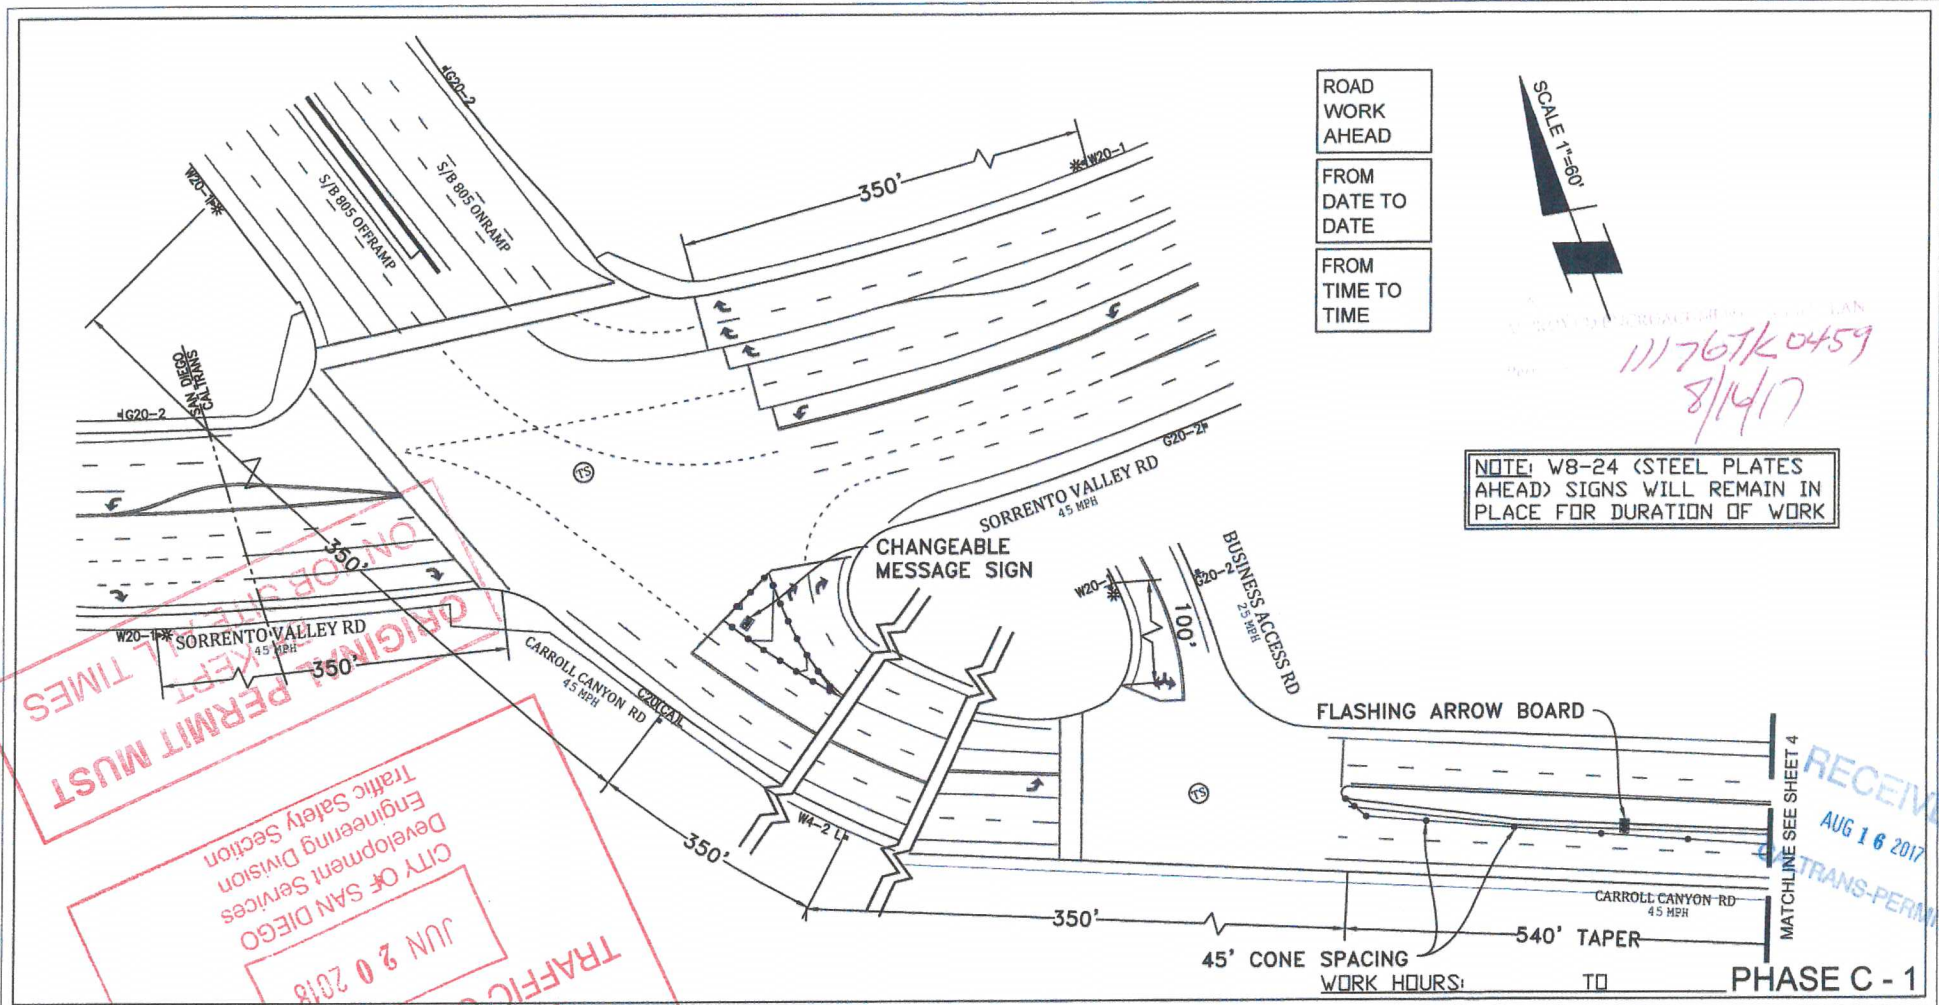 G20-2
W20-1
S/B 805 OFFRAMP
S/B 805 ONRAMP
350'
W20-1
ROAD
WORK
AHEAD
FROM
DATE TO
DATE
FROM
TIME TO
TIME
SCALE 1"=60'
111767K0459
8/14/17
NOTE: W8-24 (STEEL PLATES
AHEAD) SIGNS WILL REMAIN IN
PLACE FOR DURATION OF WORK
SAN DIEGO
CALTRANS
G20-2
TS
G20-2
SORRENTO VALLEY RD
45 MPH
CHANGEABLE
MESSAGE SIGN
W20-1
G20-2
BUSINESS ACCESS RD
25 MPH
100'
350'
W20-1
SORRENTO VALLEY RD
45 MPH
350'
CARROLL CANYON RD
45 MPH
C20(CA)L
350'
W4-2 L
TS
FLASHING ARROW BOARD
MATCHLINE SEE SHEET 4
RECEIVE
AUG 16 2017
CALTRANS-PERMI
CARROLL CANYON RD
45 MPH
350'
540' TAPER
45' CONE SPACING
WORK HOURS: TO
PHASE C - 1
ORIGINAL PERMIT MUST
BE KEPT
ON JOB SITE ALL TIMES
TRAFFIC C
JUN 20 2018
CITY OF SAN DIEGO
Development Services
Engineering Division
Traffic Safety Section